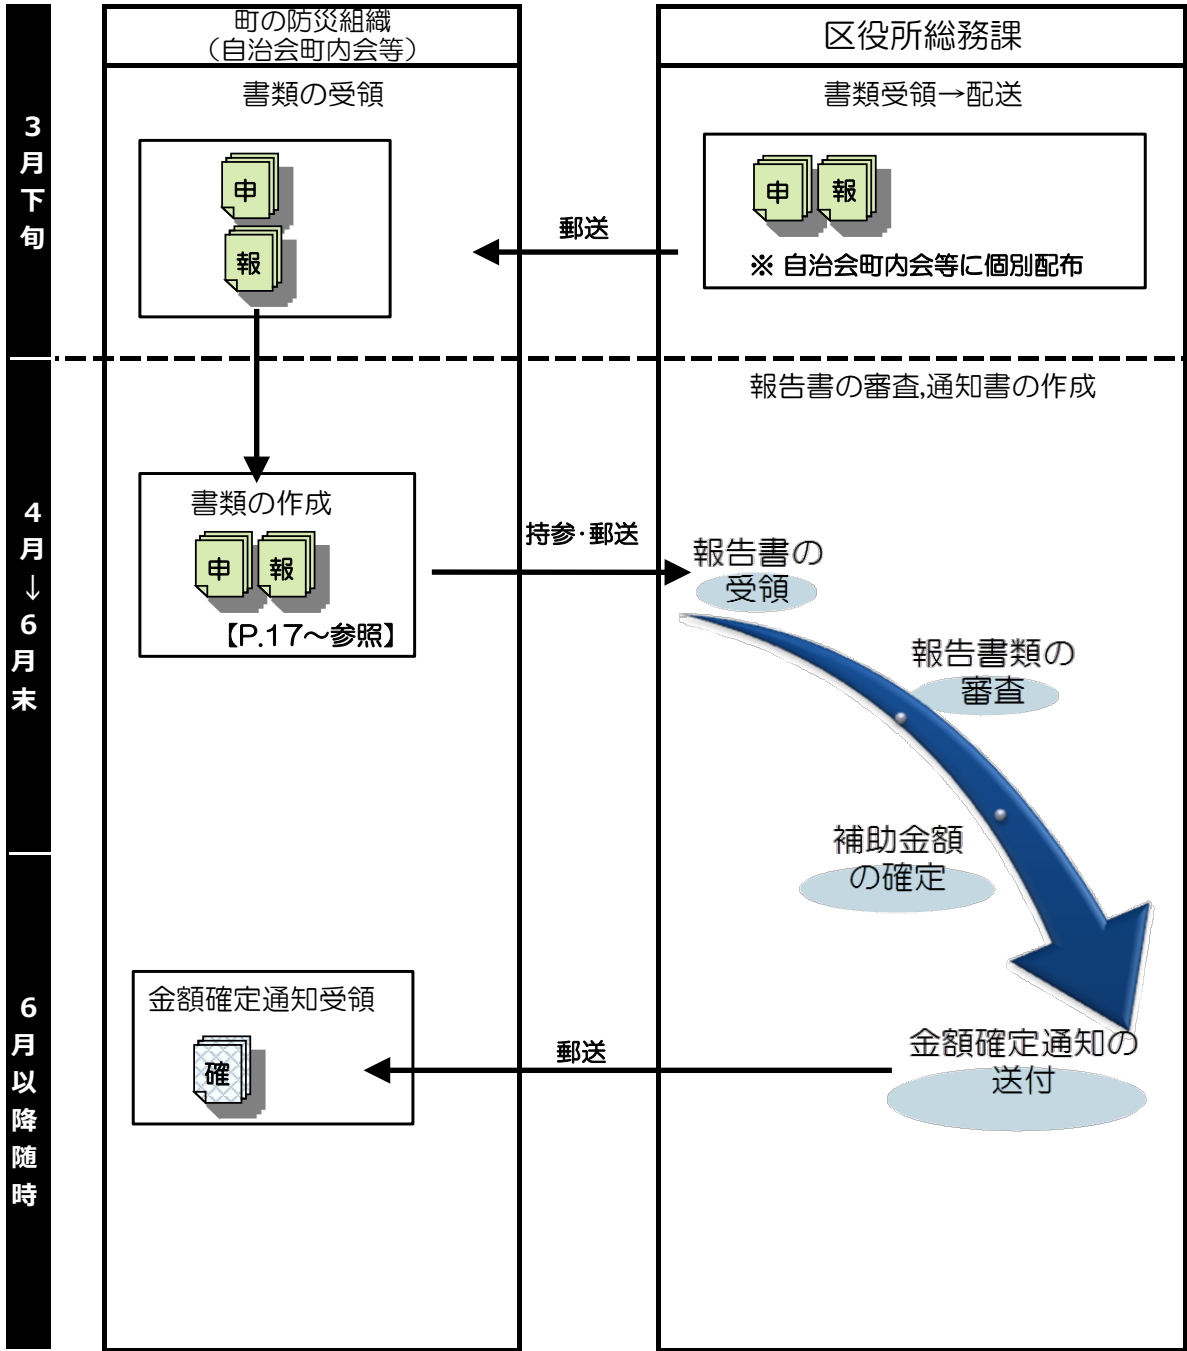 町の防災組織
（自治会町内会等）
区役所総務課
3月下旬
書類の受領
申
報
郵送
書類受領→配送
申
報
※ 自治会町内会等に個別配布
4月→6月末
報告書の審査,通知書の作成
書類の作成
申
報
【P.17～参照】
持参・郵送
報告書の
受領
報告書類の
審査
補助金額
の確定
6月以降随時
金額確定通知受領
確
郵送
金額確定通知の
送付